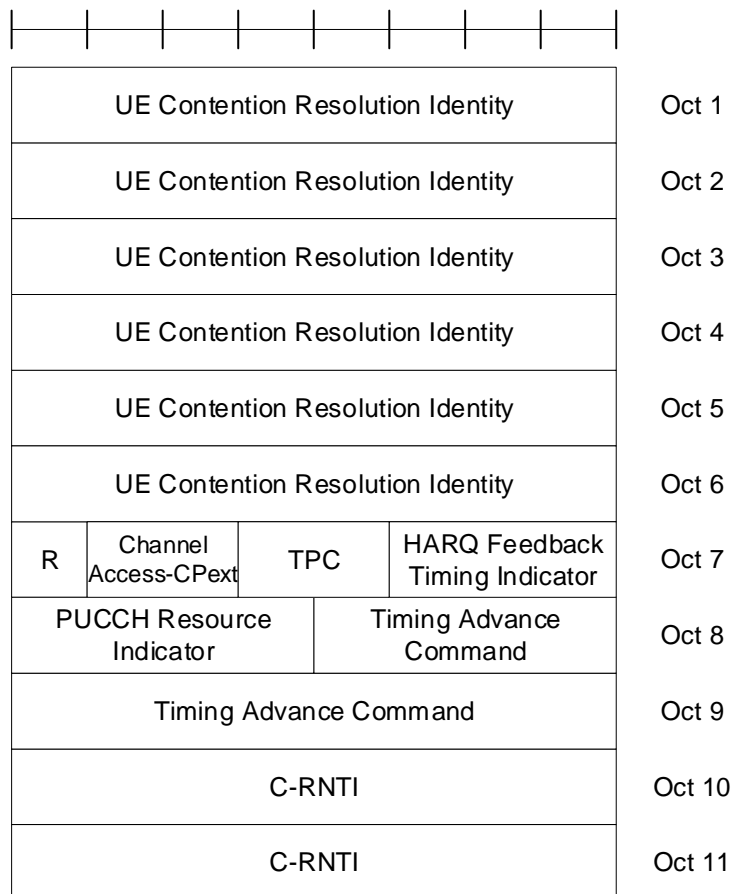 UE Contention Resolution Identity Oct 1
UE Contention Resolution Identity Oct 2
UE Contention Resolution Identity Oct 3
UE Contention Resolution Identity Oct 4
UE Contention Resolution Identity Oct 5
UE Contention Resolution Identity Oct 6
R
Channel
Access-CPext
TPC
HARQ Feedback
Timing Indicator
Oct 7
PUCCH Resource
Indicator
Timing Advance
Command
Oct 8
Timing Advance Command Oct 9
C-RNTI Oct 10
C-RNTI Oct 11